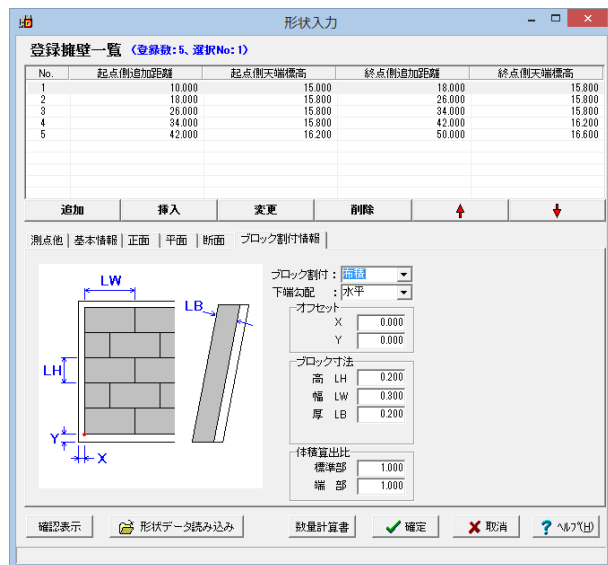 形状入力
登録擁壁一覧 (登録数:5、選択No:1)
No. 起点側追加距離 起点側天端標高 終点側追加距離 終点側天端標高
1 10.000 15.000 18.000 15.800
2 18.000 15.800 26.000 15.800
3 26.000 15.800 34.000 15.800
4 34.000 15.800 42.000 16.200
5 42.000 16.200 50.000 16.600
追加 挿入 変更 削除
測点他 基本情報 正面 平面 断面 ブロック割付情報
LW
LB
LH
Y
X
ブロック割付 : 布積
下端勾配 : 水平
オフセット
X 0.000
Y 0.000
ブロック寸法
高 LH 0.200
幅 LW 0.300
厚 LB 0.200
体積算出比
標準部 1.000
端 部 1.000
確認表示 形状データ読み込み 数量計算書 確定 取消 ? ヘルプ(H)